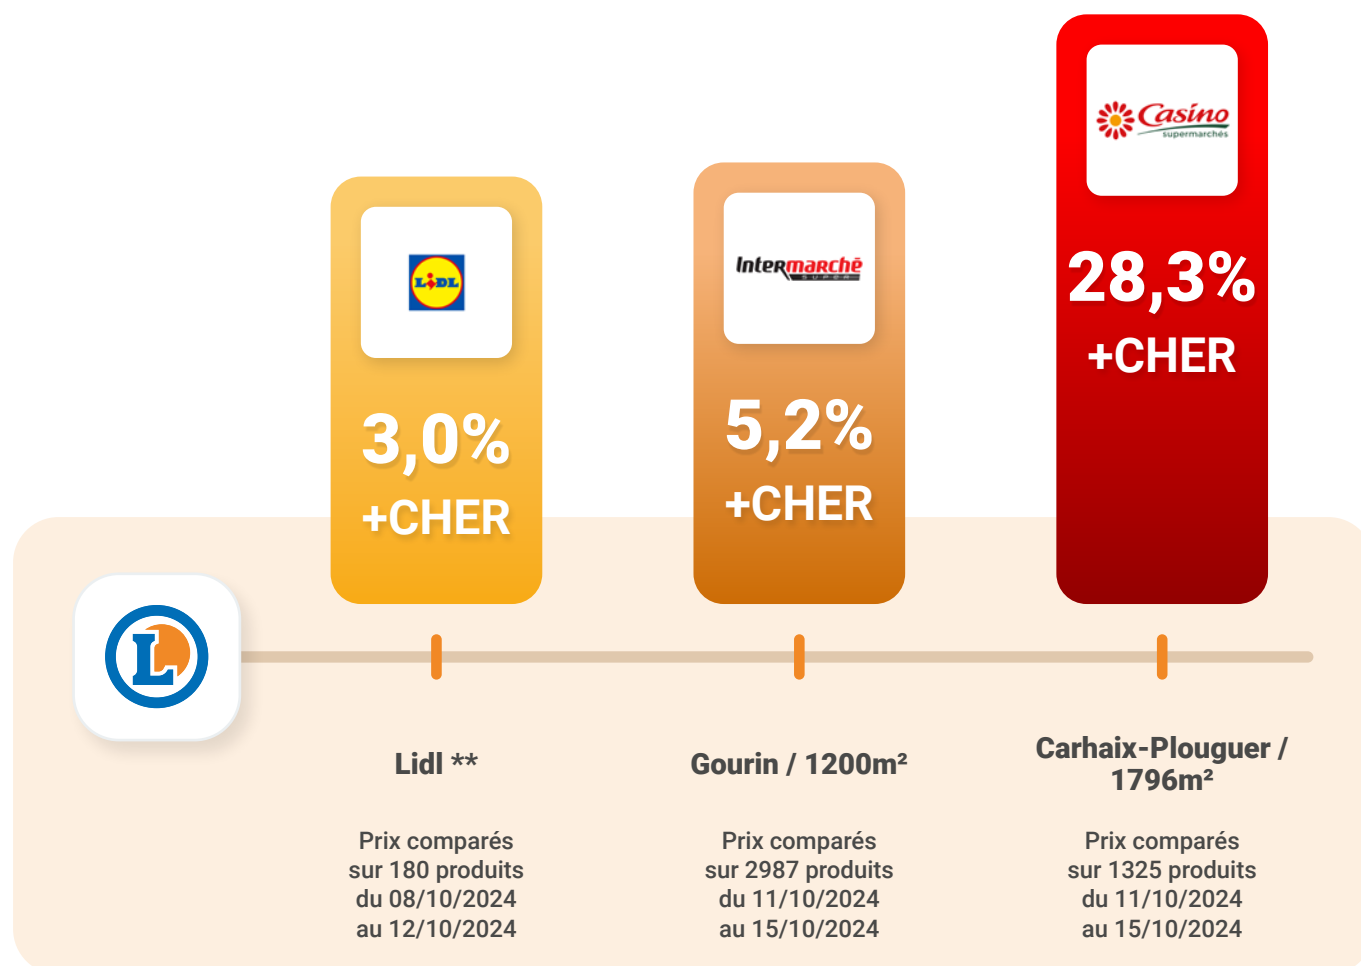 LIDL
3,0%
+CHER
Intermarchē
SUPER
5,2%
+CHER
Casino
supermarchés
28,3%
+CHER
L
Lidl **
Prix comparés
sur 180 produits
du 08/10/2024
au 12/10/2024
Gourin / 1200m²
Prix comparés
sur 2987 produits
du 11/10/2024
au 15/10/2024
Carhaix-Plouguer /
1796m²
Prix comparés
sur 1325 produits
du 11/10/2024
au 15/10/2024